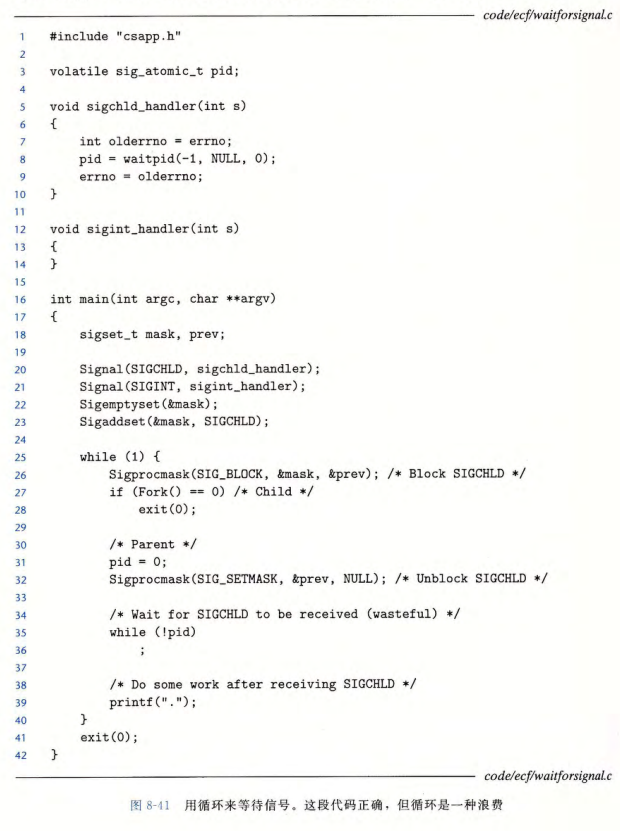 code/ecf/waitforsignal.c
1 #include "csapp.h"
2
3 volatile sig_atomic_t pid;
4
5 void sigchld_handler(int s)
6 {
7     int olderrno = errno;
8     pid = waitpid(-1, NULL, 0);
9     errno = olderrno;
10 }
11
12 void sigint_handler(int s)
13 {
14 }
15
16 int main(int argc, char **argv)
17 {
18     sigset_t mask, prev;
19
20     Signal(SIGCHLD, sigchld_handler);
21     Signal(SIGINT, sigint_handler);
22     Sigemptyset(&mask);
23     Sigaddset(&mask, SIGCHLD);
24
25     while (1) {
26         Sigprocmask(SIG_BLOCK, &mask, &prev); /* Block SIGCHLD */
27         if (Fork() == 0) /* Child */
28             exit(0);
29
30         /* Parent */
31         pid = 0;
32         Sigprocmask(SIG_SETMASK, &prev, NULL); /* Unblock SIGCHLD */
33
34         /* Wait for SIGCHLD to be received (wasteful) */
35         while (!pid)
36             ;
37
38         /* Do some work after receiving SIGCHLD */
39         printf(".");
40     }
41     exit(0);
42 }
code/ecf/waitforsignal.c
图 8-41 用循环来等待信号。这段代码正确，但循环是一种浪费